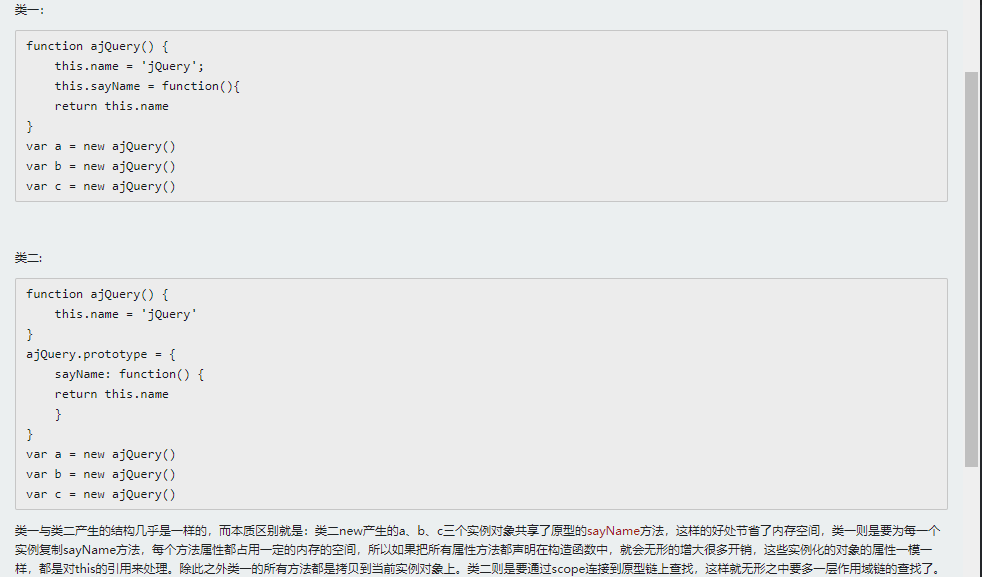 类一:
function ajQuery() {
    this.name = 'jQuery';
    this.sayName = function(){
    return this.name
}
var a = new ajQuery()
var b = new ajQuery()
var c = new ajQuery()
类二:
function ajQuery() {
    this.name = 'jQuery'
}
ajQuery.prototype = {
    sayName: function() {
    return this.name
    }
}
var a = new ajQuery()
var b = new ajQuery()
var c = new ajQuery()
类一与类二产生的结构几乎是一样的，而本质区别就是：类二new产生的a、b、c三个实例对象共享了原型的sayName方法，这样的好处节省了内存空间，类一则是要为每一个
实例复制sayName方法，每个方法属性都占用一定的内存的空间，所以如果把所有属性方法都声明在构造函数中，就会无形的增大很多开销，这些实例化的对象的属性一模一
样，都是对this的引用来处理。除此之外类一的所有方法都是拷贝到当前实例对象上。类二则是要通过scope连接到原型链上查找，这样就无形之中要多一层作用域链的查找了。